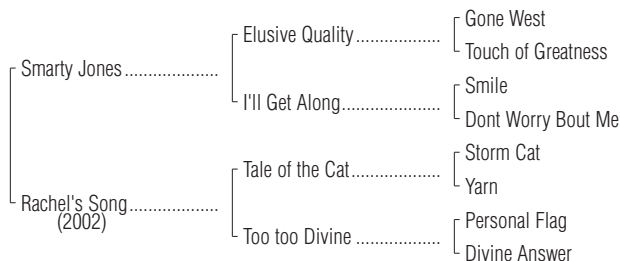 Gone West
Elusive Quality..................
Touch of Greatness
Smarty Jones....................
Smile
I'll Get Along.....................
Dont Worry Bout Me
Storm Cat
Tale of the Cat...................
Yarn
Rachel's Song...................
(2002)
Personal Flag
Too too Divine ..................
Divine Answer